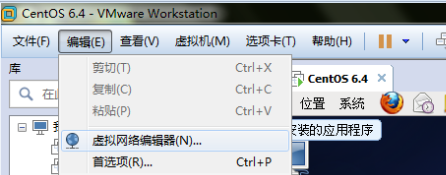 CentOS 6.4 - VMware Workstation
文件(F) 编辑(E) 查看(V) 虚拟机(M) 选项卡(T) 帮助(H)
库
剪切(T) Ctrl+X
复制(C) Ctrl+C
粘贴(P) Ctrl+V
虚拟网络编辑器(N)...
首选项(R)... Ctrl+P
在
CentOS 6.4
位置 系统
安装的应用程序